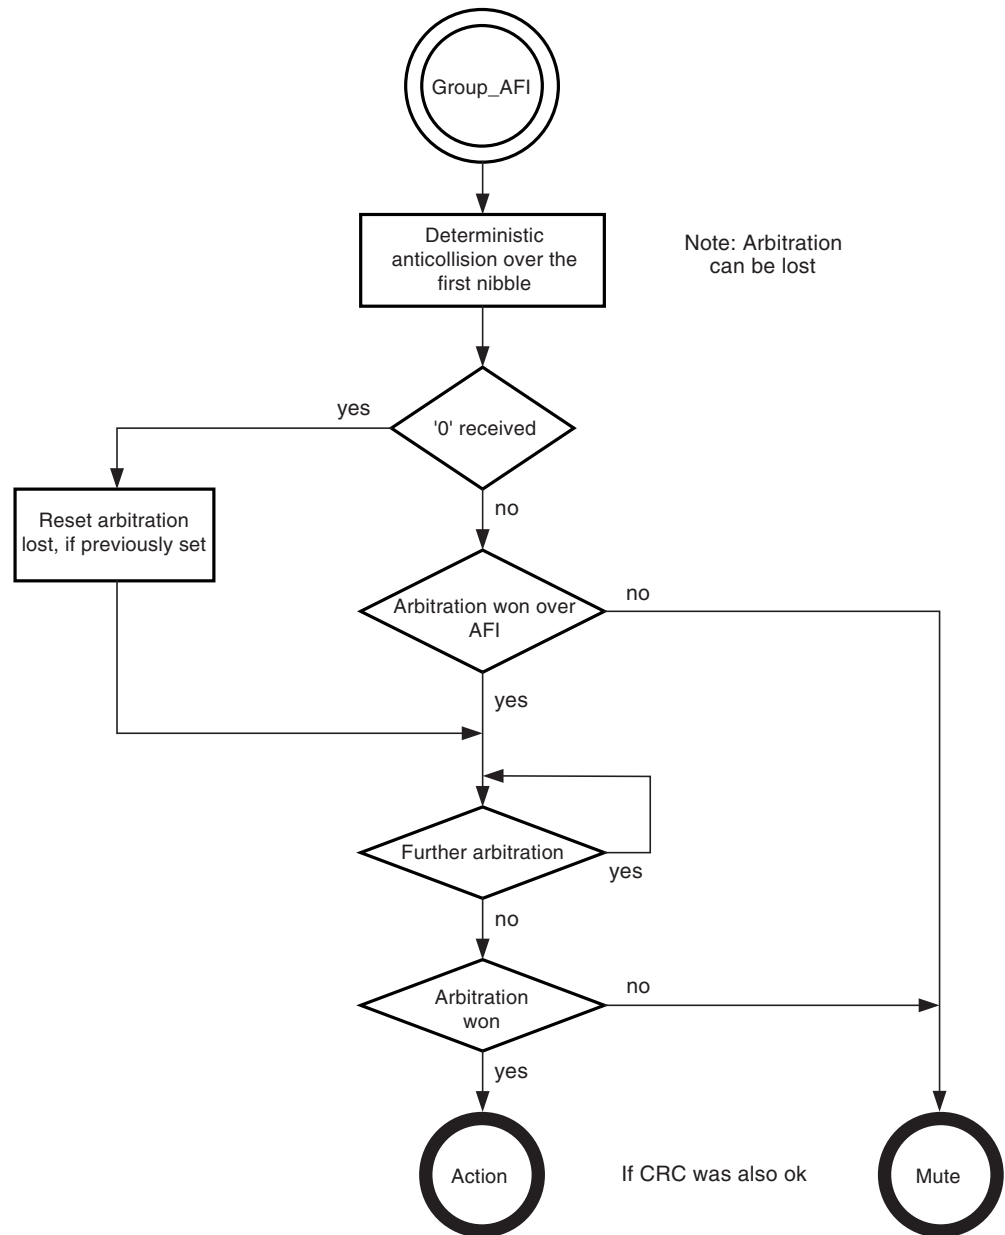 Group_AFI
Deterministic
anticollision over the
first nibble
Note: Arbitration
can be lost
yes
'0' received
no
Reset arbitration
lost, if previously set
Arbitration won over
AFI
no
yes
Further arbitration
yes
no
Arbitration
won
no
yes
Action
If CRC was also ok
Mute